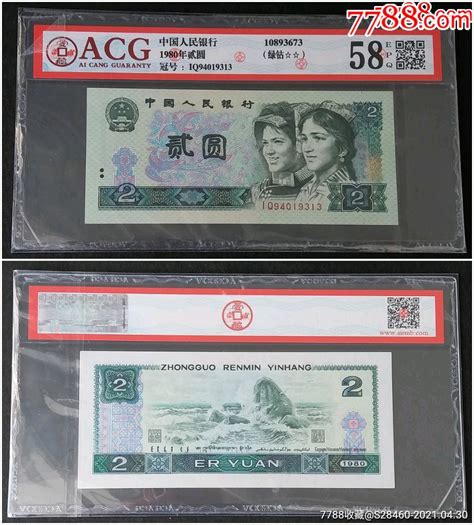 7788.com
ACG
AI CANG GUARANTY
中国人民银行
1980年贰圆
冠号：IQ94019313
10893673
（绿钻☆☆）
58
EPQ
中国人民银行
贰圆
2
2
2
IQ94019313
www.aiemb.com
ZHONGGUO RENMIN YINHANG
2
2
2
ER YUAN
1980
7788收藏@S28460-2021.04.30